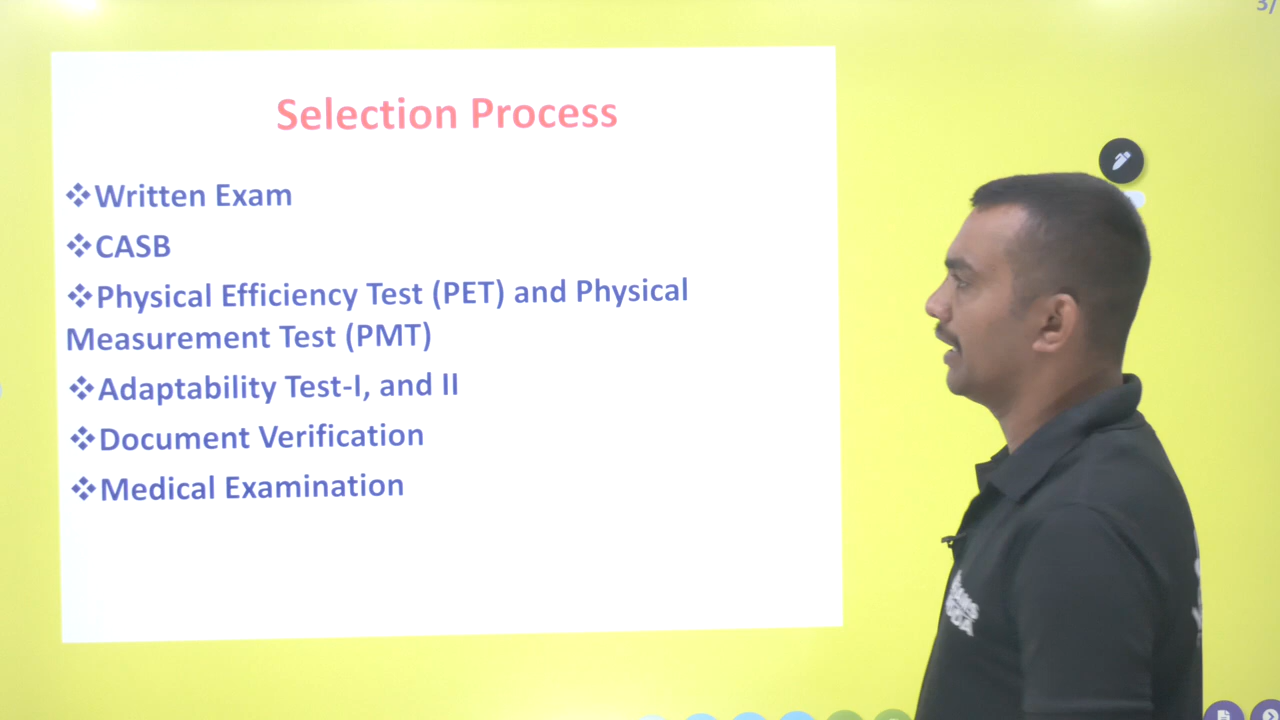 3/
Selection Process
❖Written Exam
❖CASB
❖Physical Efficiency Test (PET) and Physical
Measurement Test (PMT)
❖Adaptability Test-I, and II
❖Document Verification
❖Medical Examination